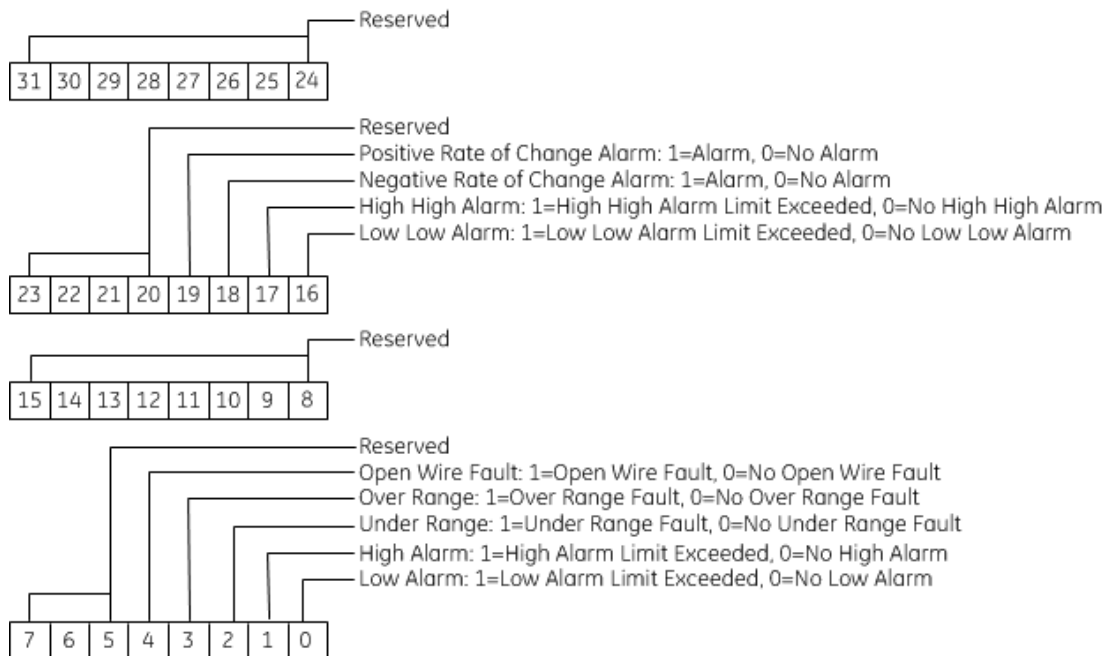 Reserved
31 30 29 28 27 26 25 24
Reserved
Positive Rate of Change Alarm: 1=Alarm, 0=No Alarm
Negative Rate of Change Alarm: 1=Alarm, 0=No Alarm
High High Alarm: 1=High High Alarm Limit Exceeded, 0=No High High Alarm
Low Low Alarm: 1=Low Low Alarm Limit Exceeded, 0=No Low Low Alarm
23 22 21 20 19 18 17 16
Reserved
15 14 13 12 11 10 9 8
Reserved
Open Wire Fault: 1=Open Wire Fault, 0=No Open Wire Fault
Over Range: 1=Over Range Fault, 0=No Over Range Fault
Under Range: 1=Under Range Fault, 0=No Under Range Fault
High Alarm: 1=High Alarm Limit Exceeded, 0=No High Alarm
Low Alarm: 1=Low Alarm Limit Exceeded, 0=No Low Alarm
7 6 5 4 3 2 1 0